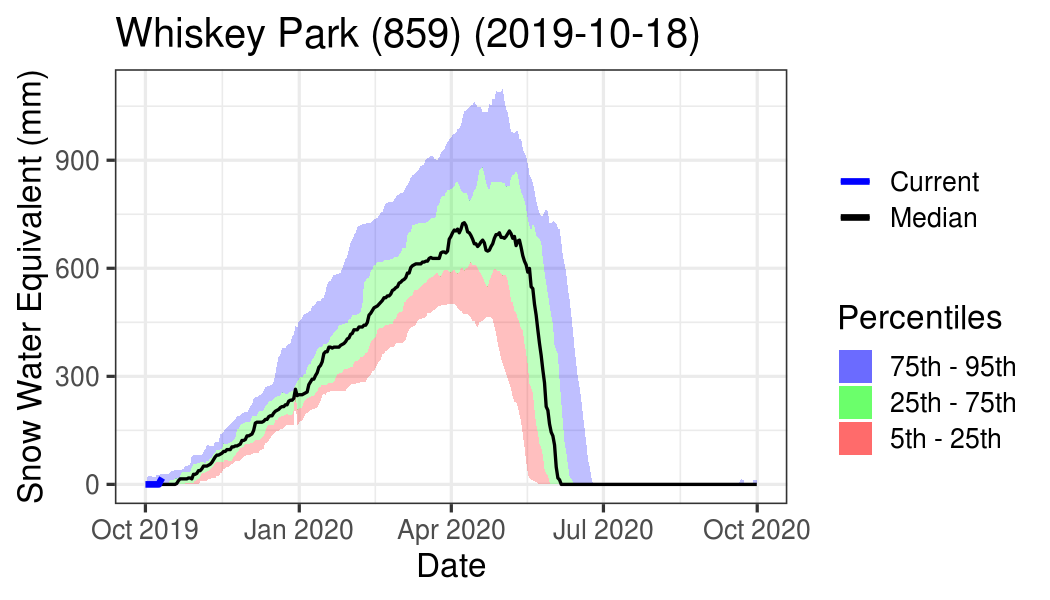 Whiskey Park (859) (2019-10-18)
Snow Water Equivalent (mm)
900
600
300
0
Oct 2019
Jan 2020
Apr 2020
Jul 2020
Oct 2020
Date
Current
Median
Percentiles
75th - 95th
25th - 75th
5th - 25th